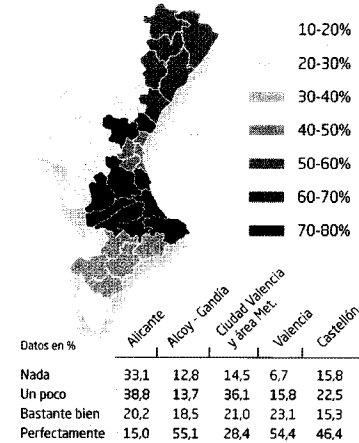 10-20%
20-30%
30-40%
40-50%
50-60%
60-70%
70-80%
Datos en % Alicante Alcoy - Gandía Ciudad Valencia y área Met. Valencia Castellón
Nada 33,1 12,8 14,5 6,7 15,8
Un poco 38,8 13,7 36,1 15,8 22,5
Bastante bien 20,2 18,5 21,0 23,1 15,3
Perfectamente 15,0 55,1 28,4 54,4 46,4